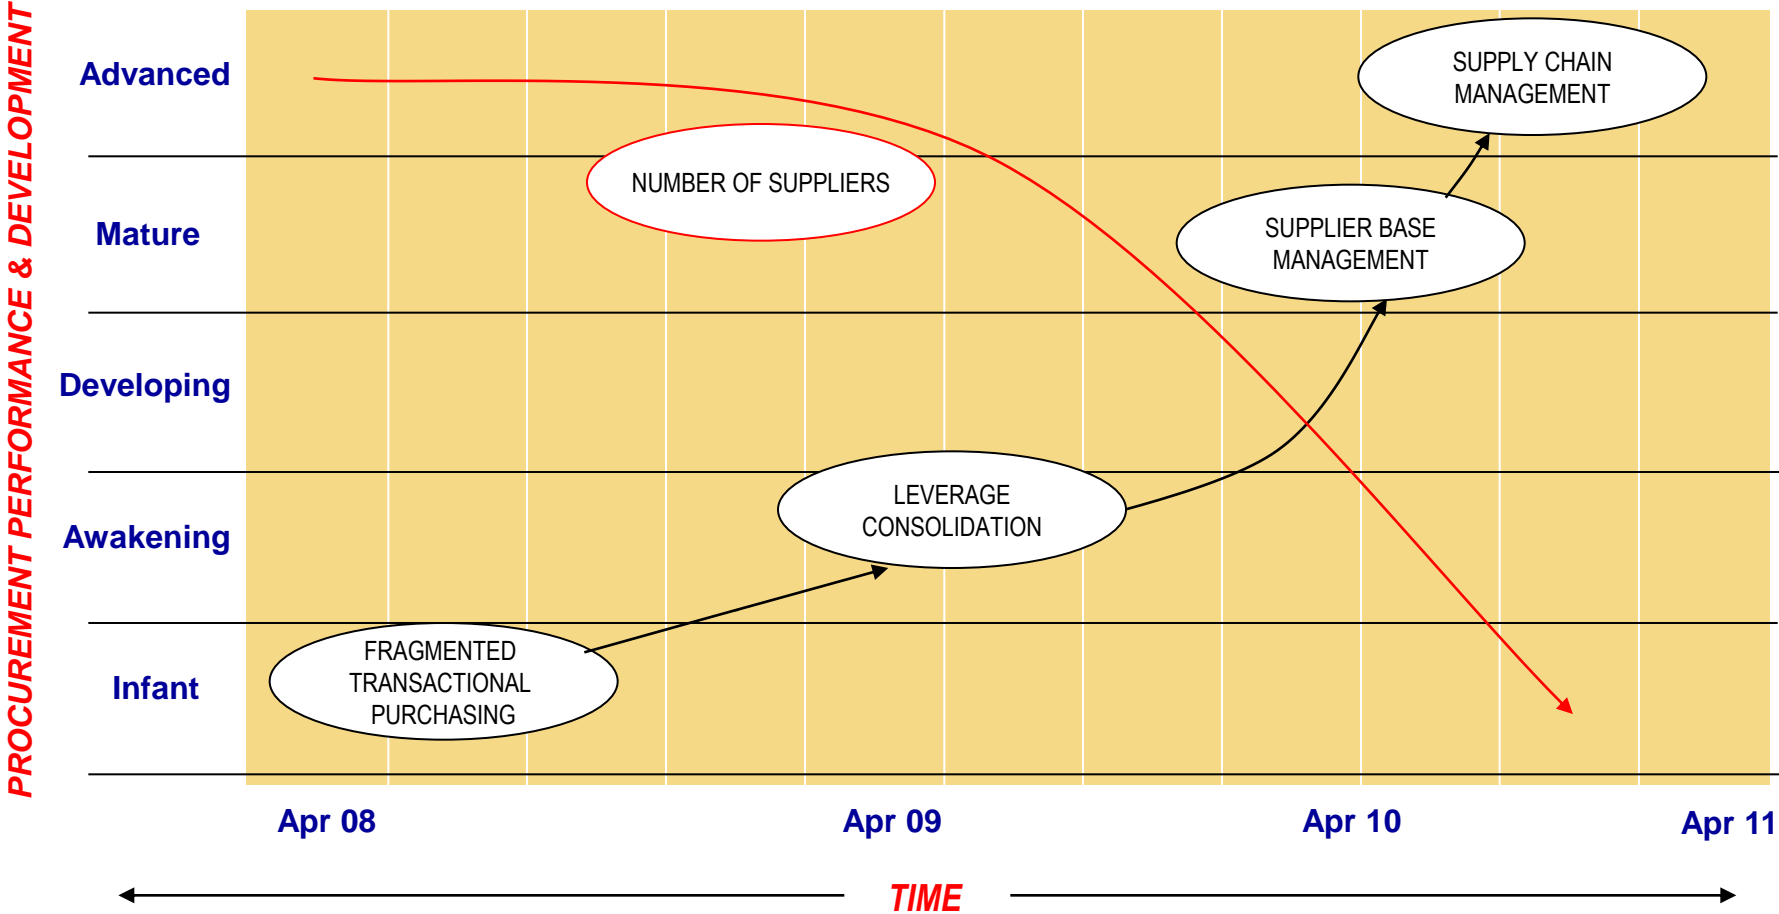 PROCUREMENT PERFORMANCE & DEVELOPMENT
Advanced
SUPPLY CHAIN
MANAGEMENT
NUMBER OF SUPPLIERS
Mature
SUPPLIER BASE
MANAGEMENT
Developing
LEVERAGE
CONSOLIDATION
Awakening
FRAGMENTED
TRANSACTIONAL
PURCHASING
Infant
Apr 08
Apr 09
Apr 10
Apr 11
TIME